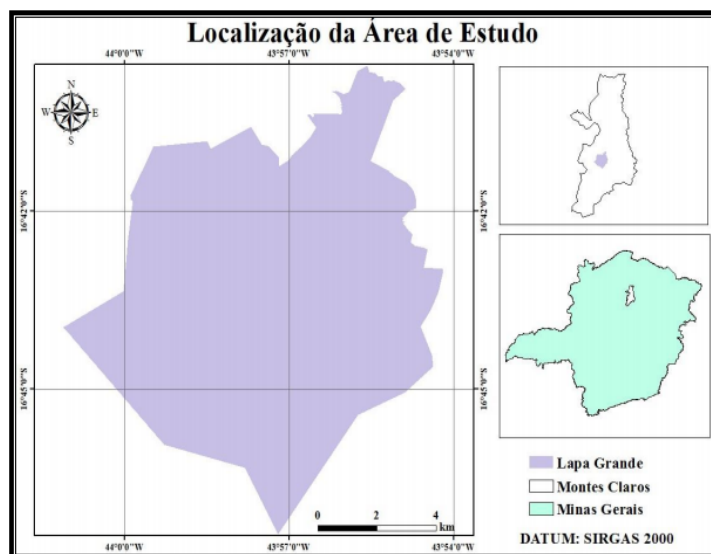 Localização da Área de Estudo
44°0'0"W 43°57'0"W 43°54'0"W
N
W E
S
16°42'0"S 16°42'0"S
16°45'0"S 16°45'0"S
0 2 4
km
44°0'0"W 43°57'0"W 43°54'0"W
Lapa Grande
Montes Claros
Minas Gerais
DATUM: SIRGAS 2000